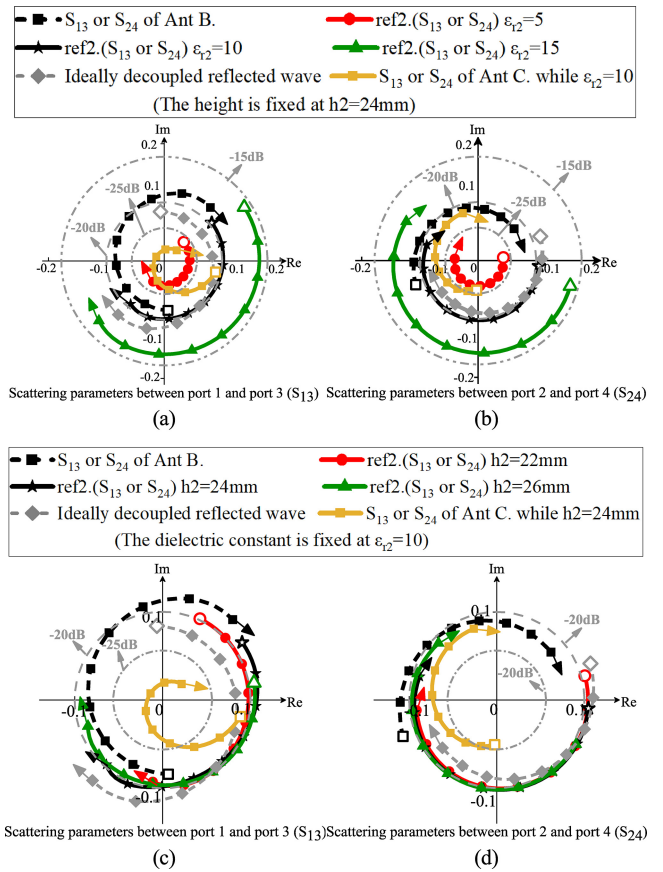 S13 or S24 of Ant B.
ref2.(S13 or S24) εr2=5
ref2.(S13 or S24) εr2=10
ref2.(S13 or S24) εr2=15
Ideally decoupled reflected wave
S13 or S24 of Ant C. while εr2=10
(The height is fixed at h2=24mm)
Im
0.2
0.1
-15dB
-25dB
-20dB
-0.2
-0.1
0
0.1
0.2
Re
-0.1
-0.2
Scattering parameters between port 1 and port 3 (S13)
(a)
Im
0.2
0.1
-15dB
-20dB
-25dB
-0.2
-0.1
0
0.1
0.2
Re
-0.1
-0.2
Scattering parameters between port 2 and port 4 (S24)
(b)
S13 or S24 of Ant B.
ref2.(S13 or S24) h2=22mm
ref2.(S13 or S24) h2=24mm
ref2.(S13 or S24) h2=26mm
Ideally decoupled reflected wave
S13 or S24 of Ant C. while h2=24mm
(The dielectric constant is fixed at εr2=10)
Im
0.1
-20dB
-25dB
-0.1
0
0.1
Re
-0.1
Scattering parameters between port 1 and port 3 (S13)
(c)
Im
0.1
-20dB
-20dB
-0.1
0
0.1
Re
-0.1
Scattering parameters between port 2 and port 4 (S24)
(d)